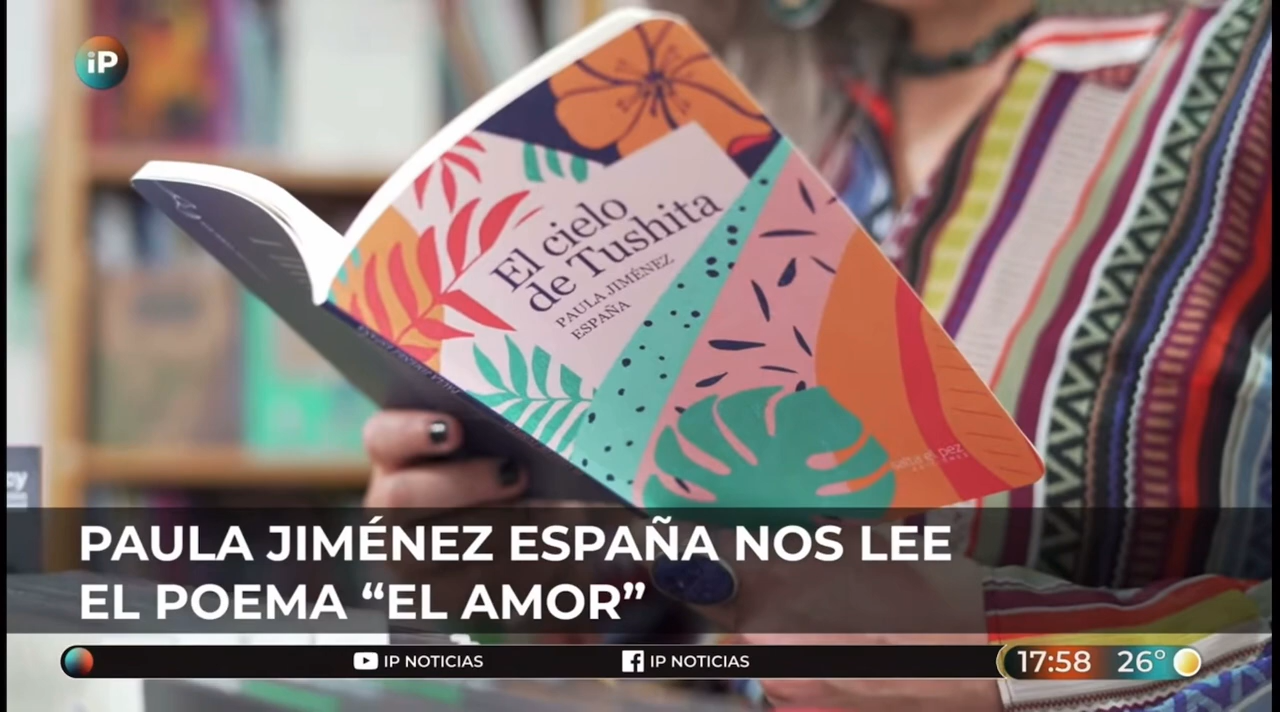 iP
El cielo
de Tushita
PAULA JIMÉNEZ
ESPAÑA
PAULA JIMÉNEZ ESPAÑA NOS LEE
EL POEMA “EL AMOR”
IP NOTICIAS
IP NOTICIAS
17:58 26°